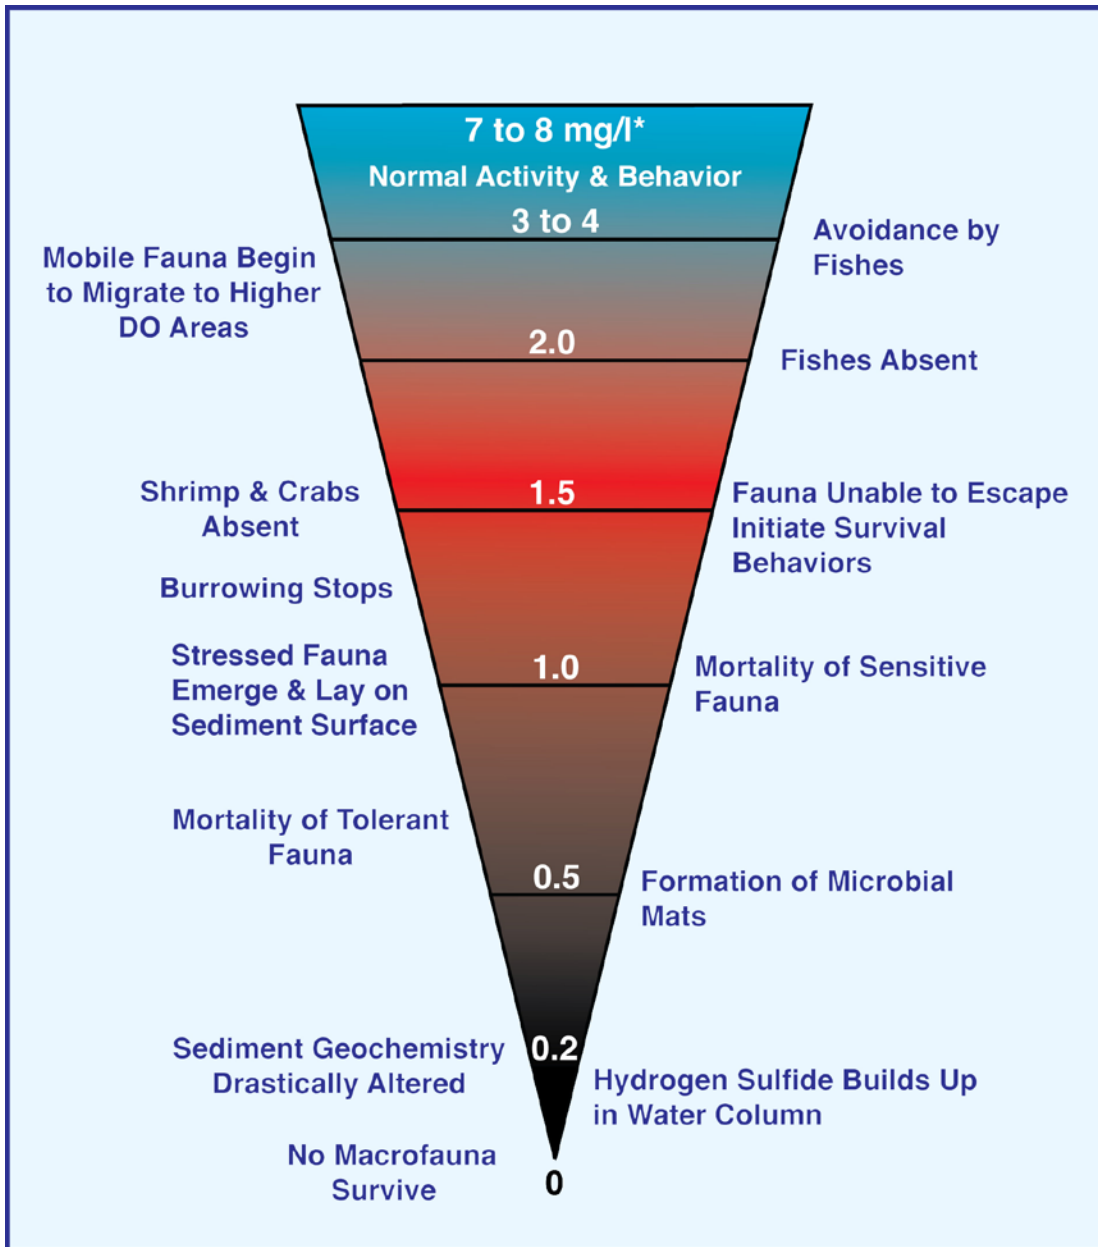 7 to 8 mg/l*
Normal Activity & Behavior
3 to 4
Avoidance by
Fishes
Mobile Fauna Begin
to Migrate to Higher
DO Areas
2.0
Fishes Absent
Shrimp & Crabs
Absent
1.5
Fauna Unable to Escape
Initiate Survival
Behaviors
Burrowing Stops
Stressed Fauna
Emerge & Lay on
Sediment Surface
1.0
Mortality of Sensitive
Fauna
Mortality of Tolerant
Fauna
0.5
Formation of Microbial
Mats
Sediment Geochemistry
Drastically Altered
0.2
Hydrogen Sulfide Builds Up
in Water Column
No Macrofauna
Survive
0